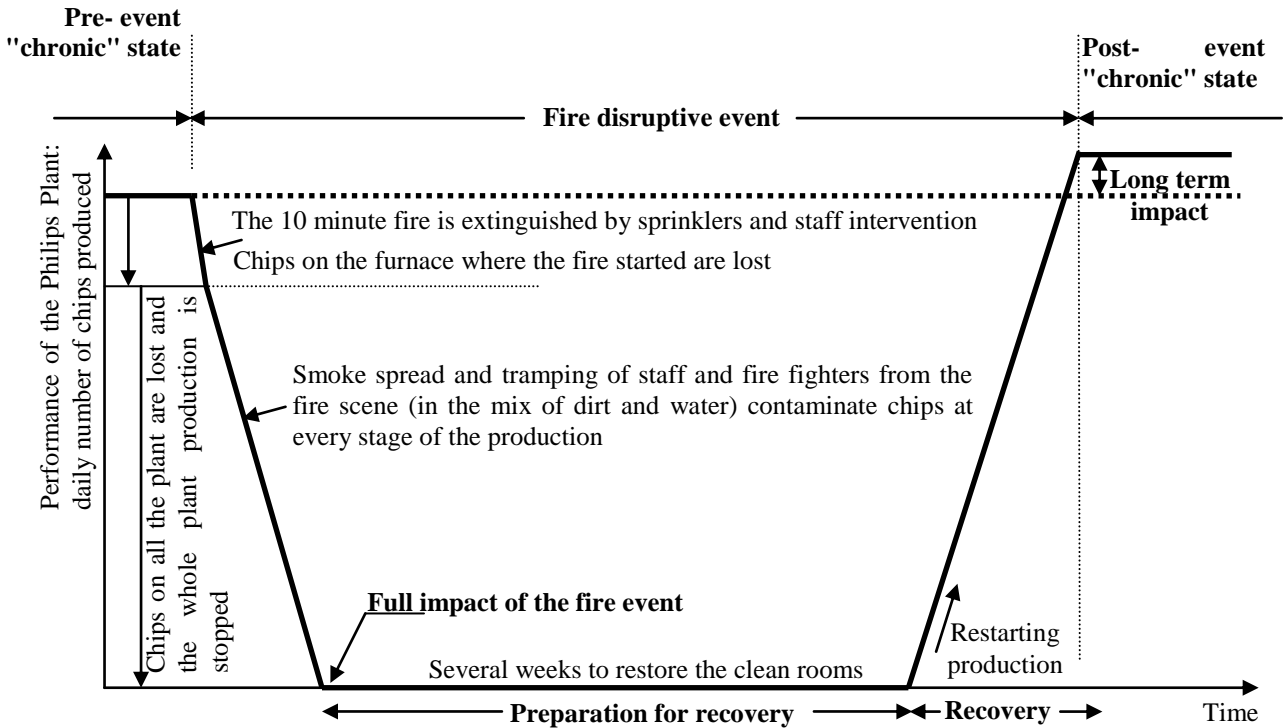 Pre- event
"chronic" state
Post- event
"chronic" state
Fire disruptive event
Performance of the Philips Plant:
daily number of chips produced
Long term
impact
The 10 minute fire is extinguished by sprinklers and staff intervention
Chips on the furnace where the fire started are lost
Chips on all the plant are lost and
the whole plant production is
stopped
Smoke spread and tramping of staff and fire fighters from the
fire scene (in the mix of dirt and water) contaminate chips at
every stage of the production
Full impact of the fire event
Several weeks to restore the clean rooms
Restarting
production
Preparation for recovery
Recovery
Time